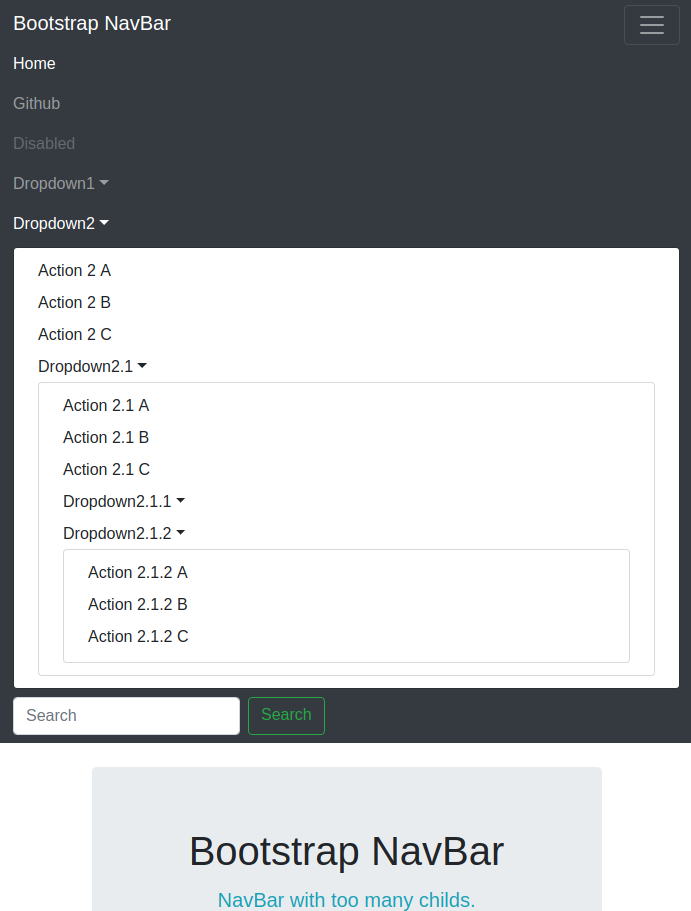 Bootstrap NavBar
Home
Github
Disabled
Dropdown1
Dropdown2
Action 2 A
Action 2 B
Action 2 C
Dropdown2.1
Action 2.1 A
Action 2.1 B
Action 2.1 C
Dropdown2.1.1
Dropdown2.1.2
Action 2.1.2 A
Action 2.1.2 B
Action 2.1.2 C
Search Search
Bootstrap NavBar
NavBar with too many childs.